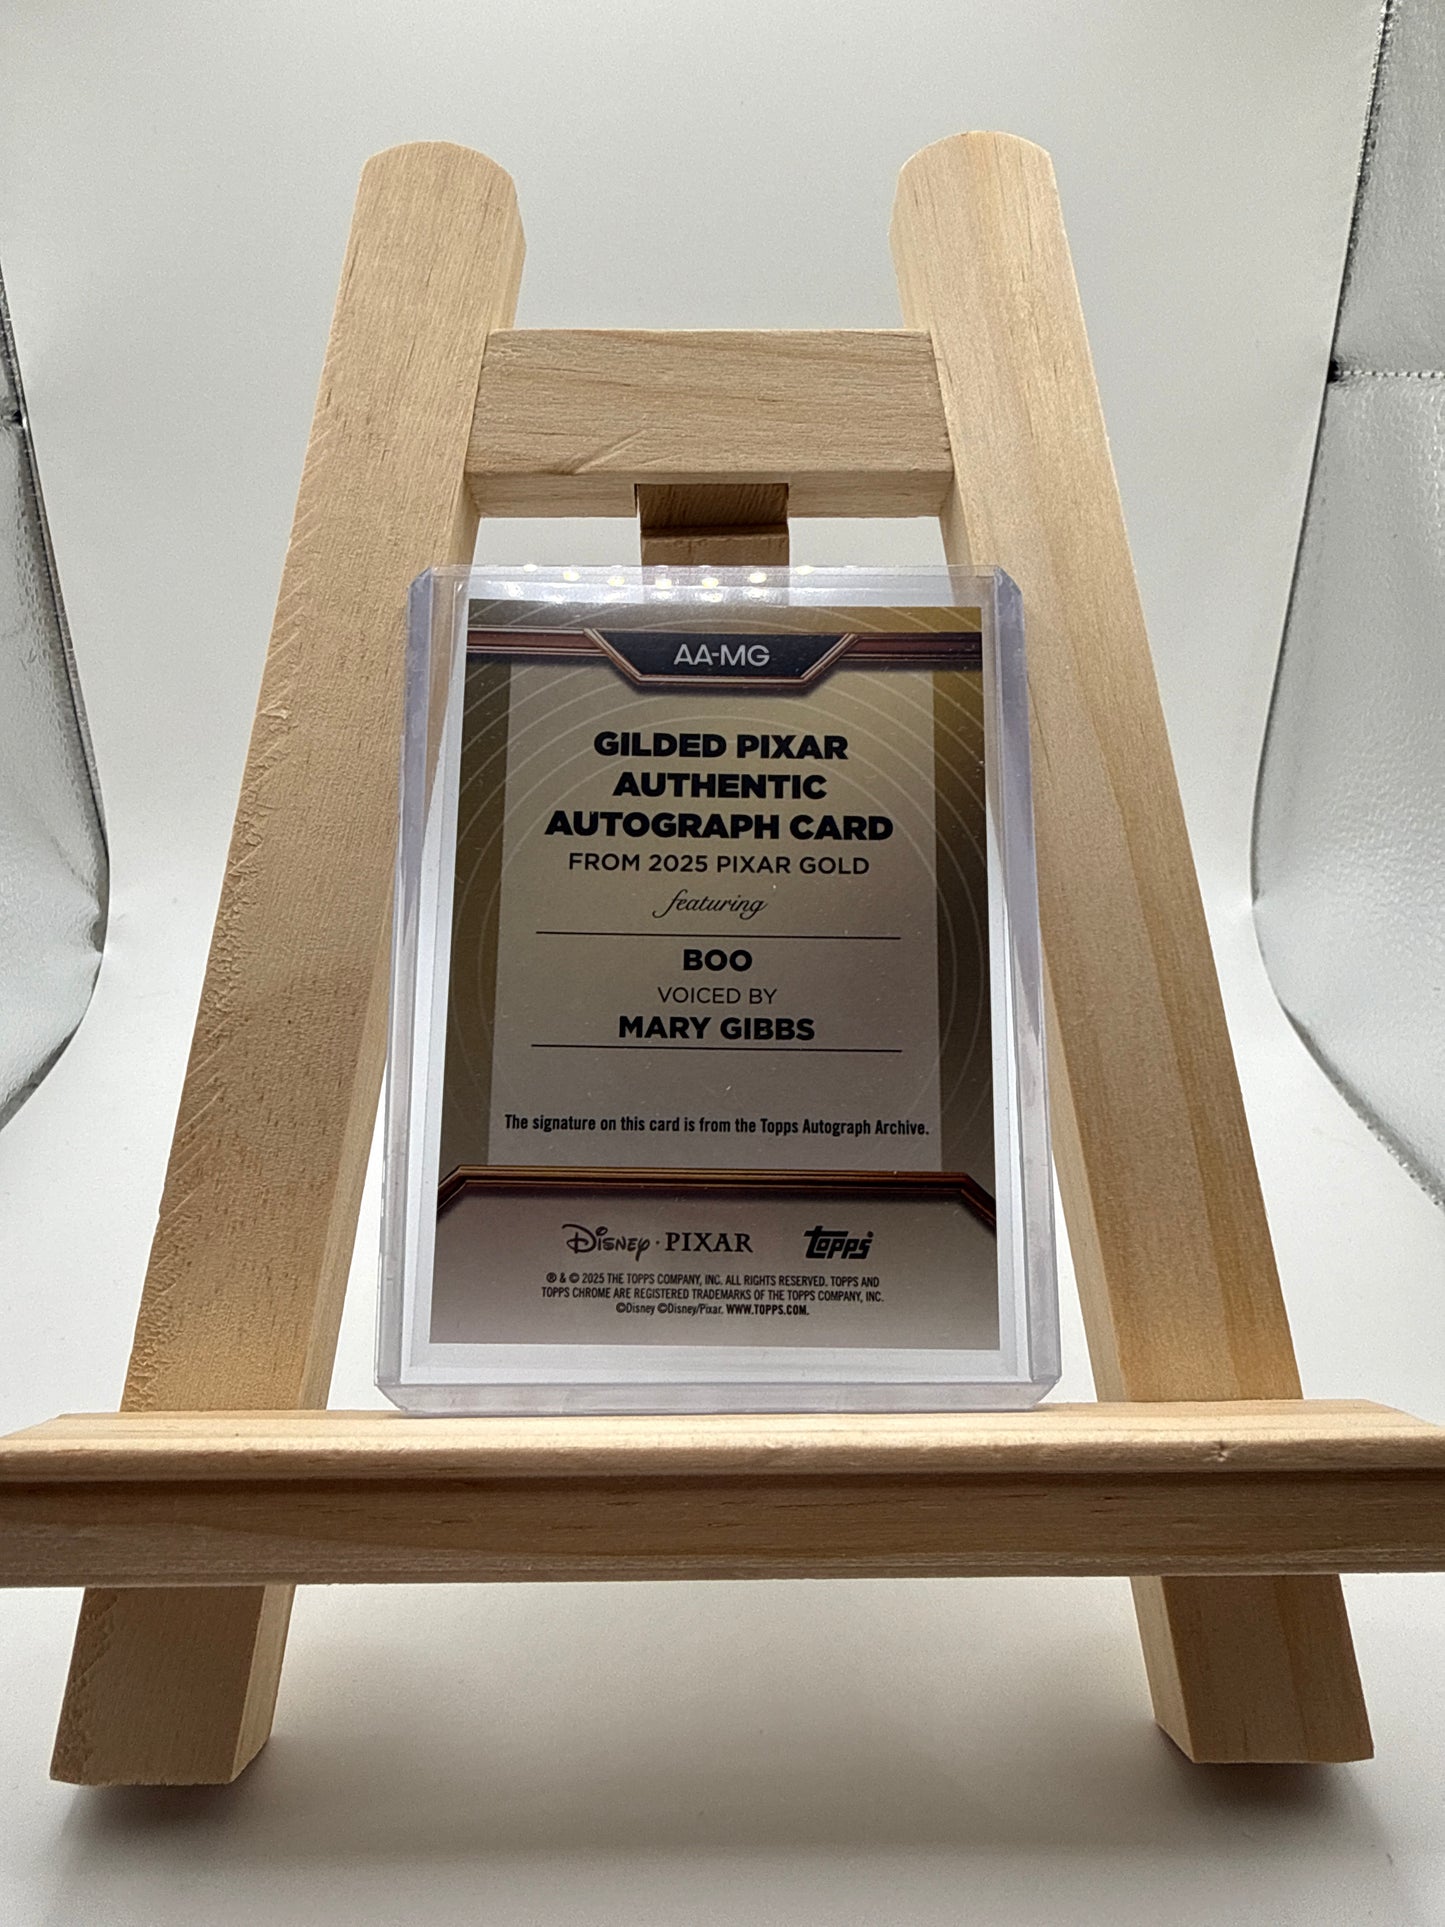 AA-MG
GILDED PIXAR
AUTHENTIC
AUTOGRAPH CARD
FROM 2025 PIXAR GOLD
featuring
BOO
VOICED BY
MARY GIBBS
The signature on this card is from the Topps Autograph Archive.
Disney · PIXAR topps
® & © 2025 THE TOPPS COMPANY, INC. ALL RIGHTS RESERVED. TOPPS AND
TOPPS CHROME ARE REGISTERED TRADEMARKS OF THE TOPPS COMPANY, INC.
©Disney ©Disney/Pixar. WWW.TOPPS.COM.